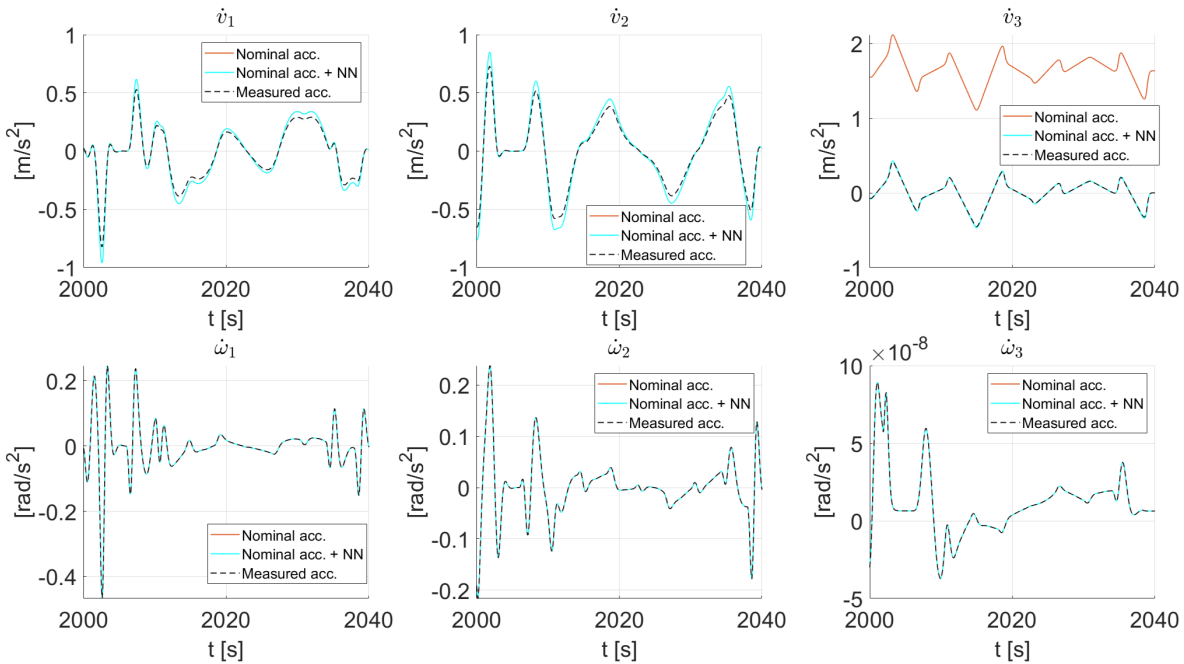 v̇₁
1
0.5
0
-0.5
-1
[m/s²]
2000 2020 2040
t [s]
Nominal acc.
Nominal acc. + NN
Measured acc.
v̇₂
1
0.5
0
-0.5
-1
[m/s²]
2000 2020 2040
t [s]
Nominal acc.
Nominal acc. + NN
Measured acc.
v̇₃
2
1
0
-1
[m/s²]
2000 2020 2040
t [s]
Nominal acc.
Nominal acc. + NN
Measured acc.
ω̇₁
0.2
0
-0.2
-0.4
[rad/s²]
2000 2020 2040
t [s]
Nominal acc.
Nominal acc. + NN
Measured acc.
ω̇₂
0.2
0.1
0
-0.1
-0.2
[rad/s²]
2000 2020 2040
t [s]
Nominal acc.
Nominal acc. + NN
Measured acc.
ω̇₃
×10⁻⁸
10
5
0
-5
[rad/s²]
2000 2020 2040
t [s]
Nominal acc.
Nominal acc. + NN
Measured acc.